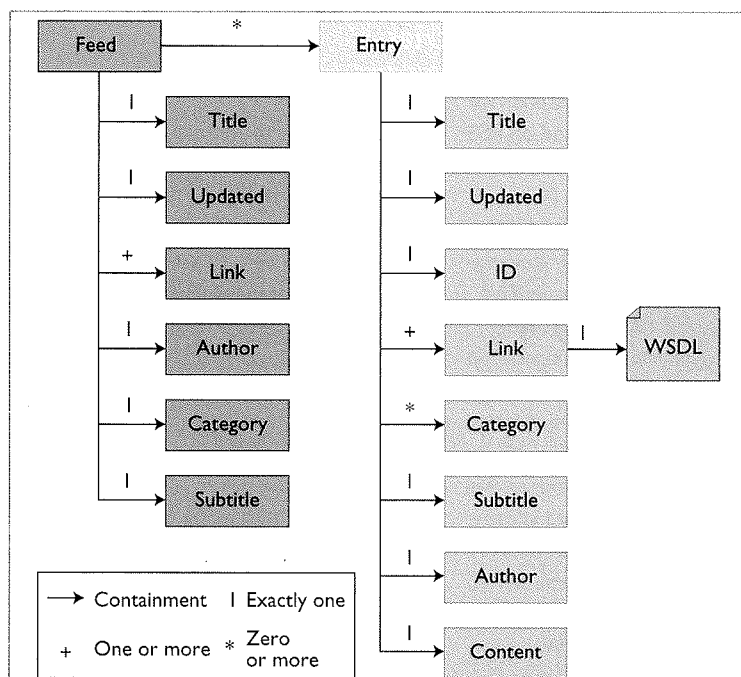 *
Feed
Entry
I
Title
I
Title
I
Updated
I
Updated
+
Link
I
ID
I
Author
+
Link
I
WSDL
I
Category
*
Category
I
Subtitle
I
Subtitle
I
Author
I
Content
Containment
I Exactly one
+ One or more
* Zero
or more